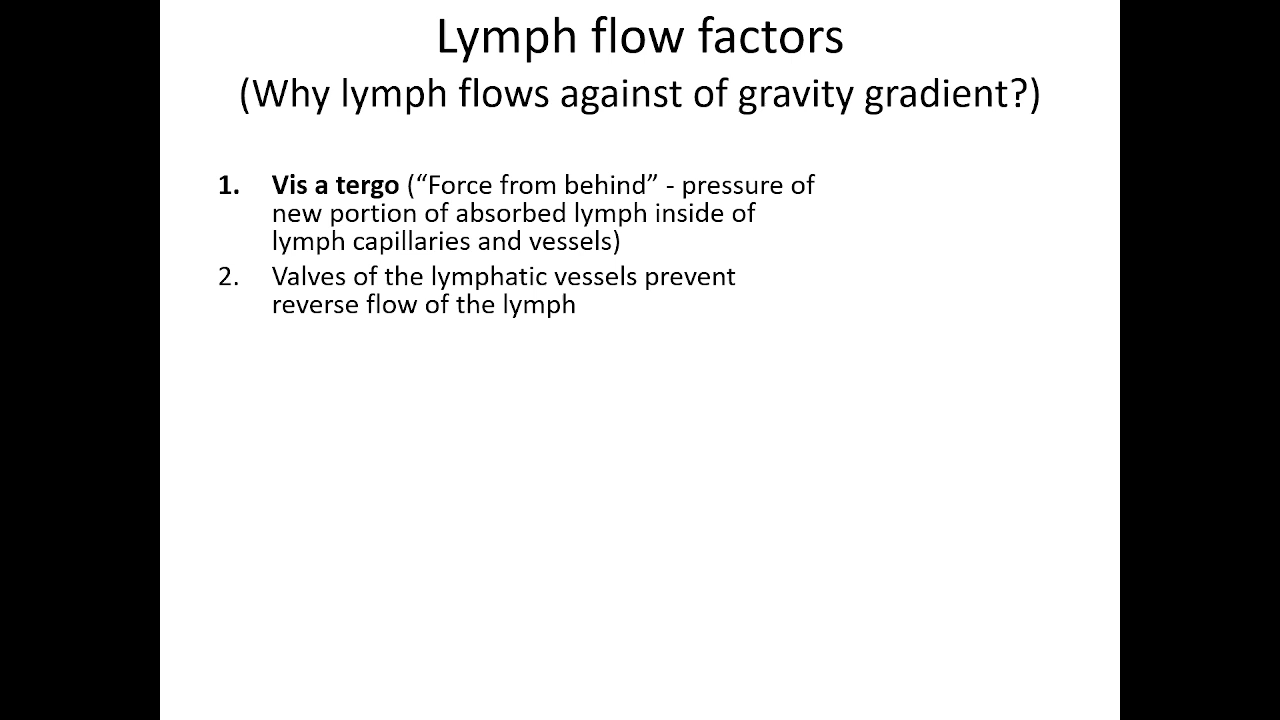 Lymph flow factors
(Why lymph flows against of gravity gradient?)
1. Vis a tergo (“Force from behind” - pressure of
new portion of absorbed lymph inside of
lymph capillaries and vessels)
2. Valves of the lymphatic vessels prevent
reverse flow of the lymph